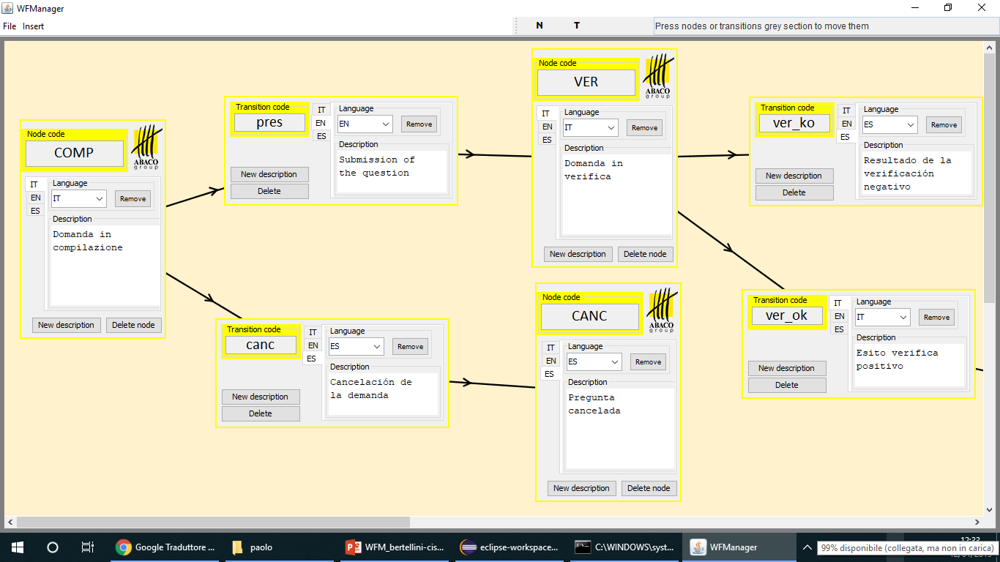 WFManager
File Insert
N T
Press nodes or transitions grey section to move them
Node code
COMP
ABACO
group
IT
EN
ES
Language
IT
Remove
Description
Domanda in
compilazione
New description
Delete node
Transition code
pres
New description
Delete
IT
EN
ES
Language
EN
Remove
Description
Submission of
the question
Transition code
canc
New description
Delete
IT
EN
ES
Language
ES
Remove
Description
Cancelación de
la demanda
Node code
VER
ABACO
group
IT
EN
ES
Language
IT
Remove
Description
Domanda in
verifica
New description
Delete node
Node code
CANC
ABACO
group
IT
EN
ES
Language
ES
Remove
Description
Pregunta
cancelada
New description
Delete node
Transition code
ver_ko
New description
Delete
IT
EN
ES
Language
ES
Remove
Description
Resultado de la
verificación
negativo
Transition code
ver_ok
New description
Delete
IT
EN
ES
Language
IT
Remove
Description
Esito verifica
positivo
Google Traduttore ...
paolo
WFM_bertellini-cis...
eclipse-workspace...
C:\WINDOWS\syst...
WFManager
99% disponibile (collegata, ma non in carica)